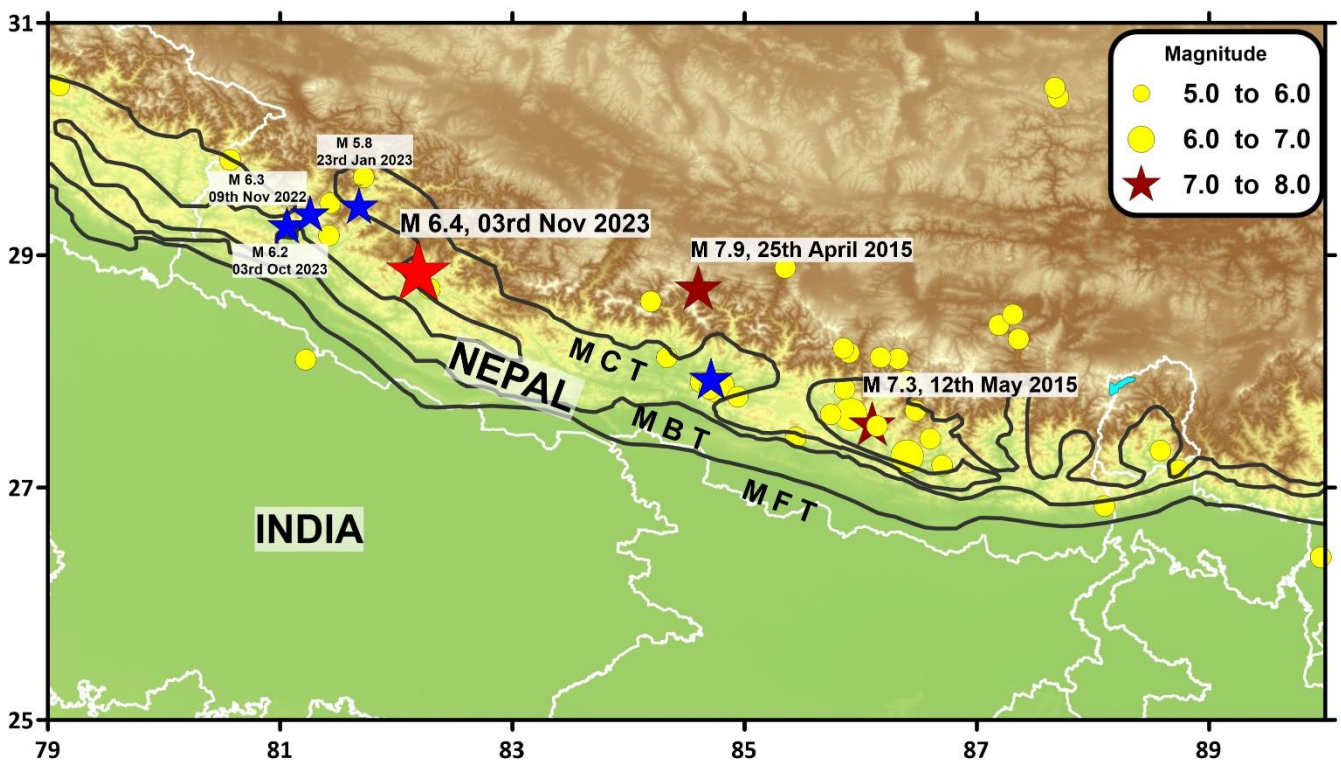 31
29
27
25
79
81
83
85
87
89
Magnitude
5.0 to 6.0
6.0 to 7.0
7.0 to 8.0
M 5.8
23rd Jan 2023
M 6.3
09th Nov 2022
M 6.2
03rd Oct 2023
M 6.4, 03rd Nov 2023
M 7.9, 25th April 2015
M 7.3, 12th May 2015
NEPAL
M C T
M B T
M F T
INDIA